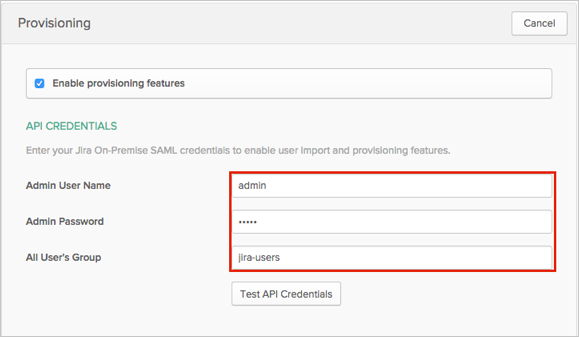 Provisioning
Cancel
Enable provisioning features
API CREDENTIALS
Enter your Jira On-Premise SAML credentials to enable user Import and provisioning features.
Admin User Name
admin
Admin Password
•••••
All User's Group
jira-users
Test API Credentials